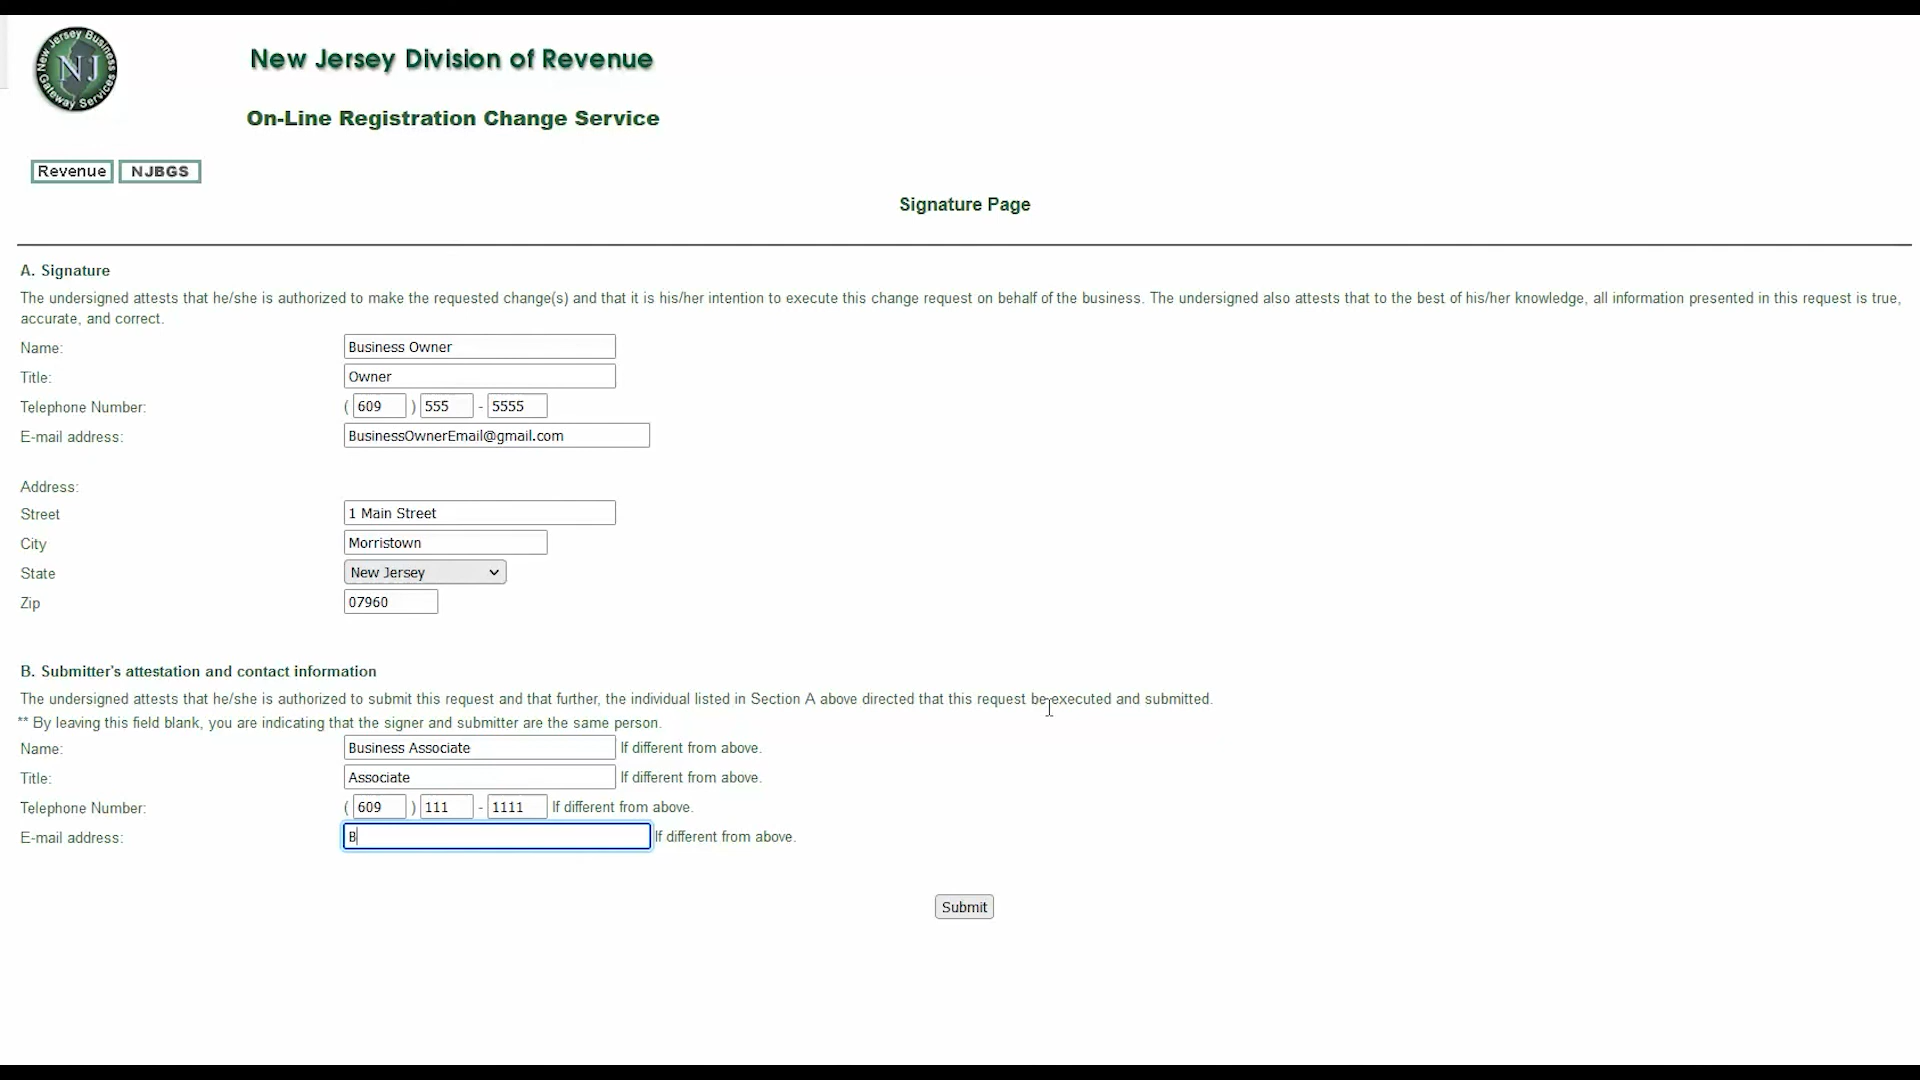 New Jersey Business
NJ
Gateway Services
New Jersey Division of Revenue
On-Line Registration Change Service
Revenue NJBGS
Signature Page
A. Signature
The undersigned attests that he/she is authorized to make the requested change(s) and that it is his/her intention to execute this change request on behalf of the business. The undersigned also attests that to the best of his/her knowledge, all information presented in this request is true,
accurate, and correct.
Name: Business Owner
Title: Owner
Telephone Number: ( 609 ) 555 - 5555
E-mail address: BusinessOwnerEmail@gmail.com
Address:
Street 1 Main Street
City Morristown
State New Jersey
Zip 07960
B. Submitter's attestation and contact information
The undersigned attests that he/she is authorized to submit this request and that further, the individual listed in Section A above directed that this request be executed and submitted.
** By leaving this field blank, you are indicating that the signer and submitter are the same person.
Name: Business Associate If different from above.
Title: Associate If different from above.
Telephone Number: ( 609 ) 111 - 1111 If different from above.
E-mail address: B If different from above.
Submit